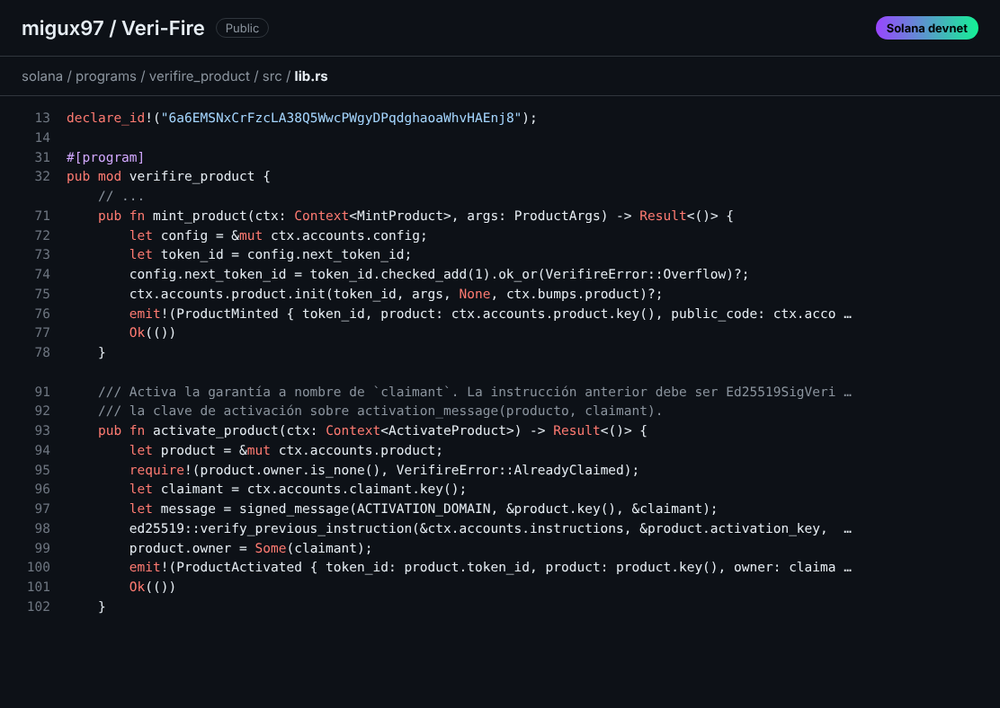 migux97 / Veri-Fire Public Solana devnet
solana / programs / verifire_product / src / lib.rs
13 declare_id!("6a6EMSNxCrFzcLA38Q5WwcPWgyDPqdghaoaWhvHAEnj8");
14
31 #[program]
32 pub mod verifire_product {
// ...
71 pub fn mint_product(ctx: Context<MintProduct>, args: ProductArgs) -> Result<()> {
72 let config = &mut ctx.accounts.config;
73 let token_id = config.next_token_id;
74 config.next_token_id = token_id.checked_add(1).ok_or(VerifireError::Overflow)?;
75 ctx.accounts.product.init(token_id, args, None, ctx.bumps.product)?;
76 emit!(ProductMinted { token_id, product: ctx.accounts.product.key(), public_code: ctx.acco …
77 Ok(())
78 }
91 /// Activa la garantía a nombre de `claimant`. La instrucción anterior debe ser Ed25519SigVeri …
92 /// la clave de activación sobre activation_message(producto, claimant).
93 pub fn activate_product(ctx: Context<ActivateProduct>) -> Result<()> {
94 let product = &mut ctx.accounts.product;
95 require!(product.owner.is_none(), VerifireError::AlreadyClaimed);
96 let claimant = ctx.accounts.claimant.key();
97 let message = signed_message(ACTIVATION_DOMAIN, &product.key(), &claimant);
98 ed25519::verify_previous_instruction(&ctx.accounts.instructions, &product.activation_key, …
99 product.owner = Some(claimant);
100 emit!(ProductActivated { token_id: product.token_id, product: product.key(), owner: claima …
101 Ok(())
102 }